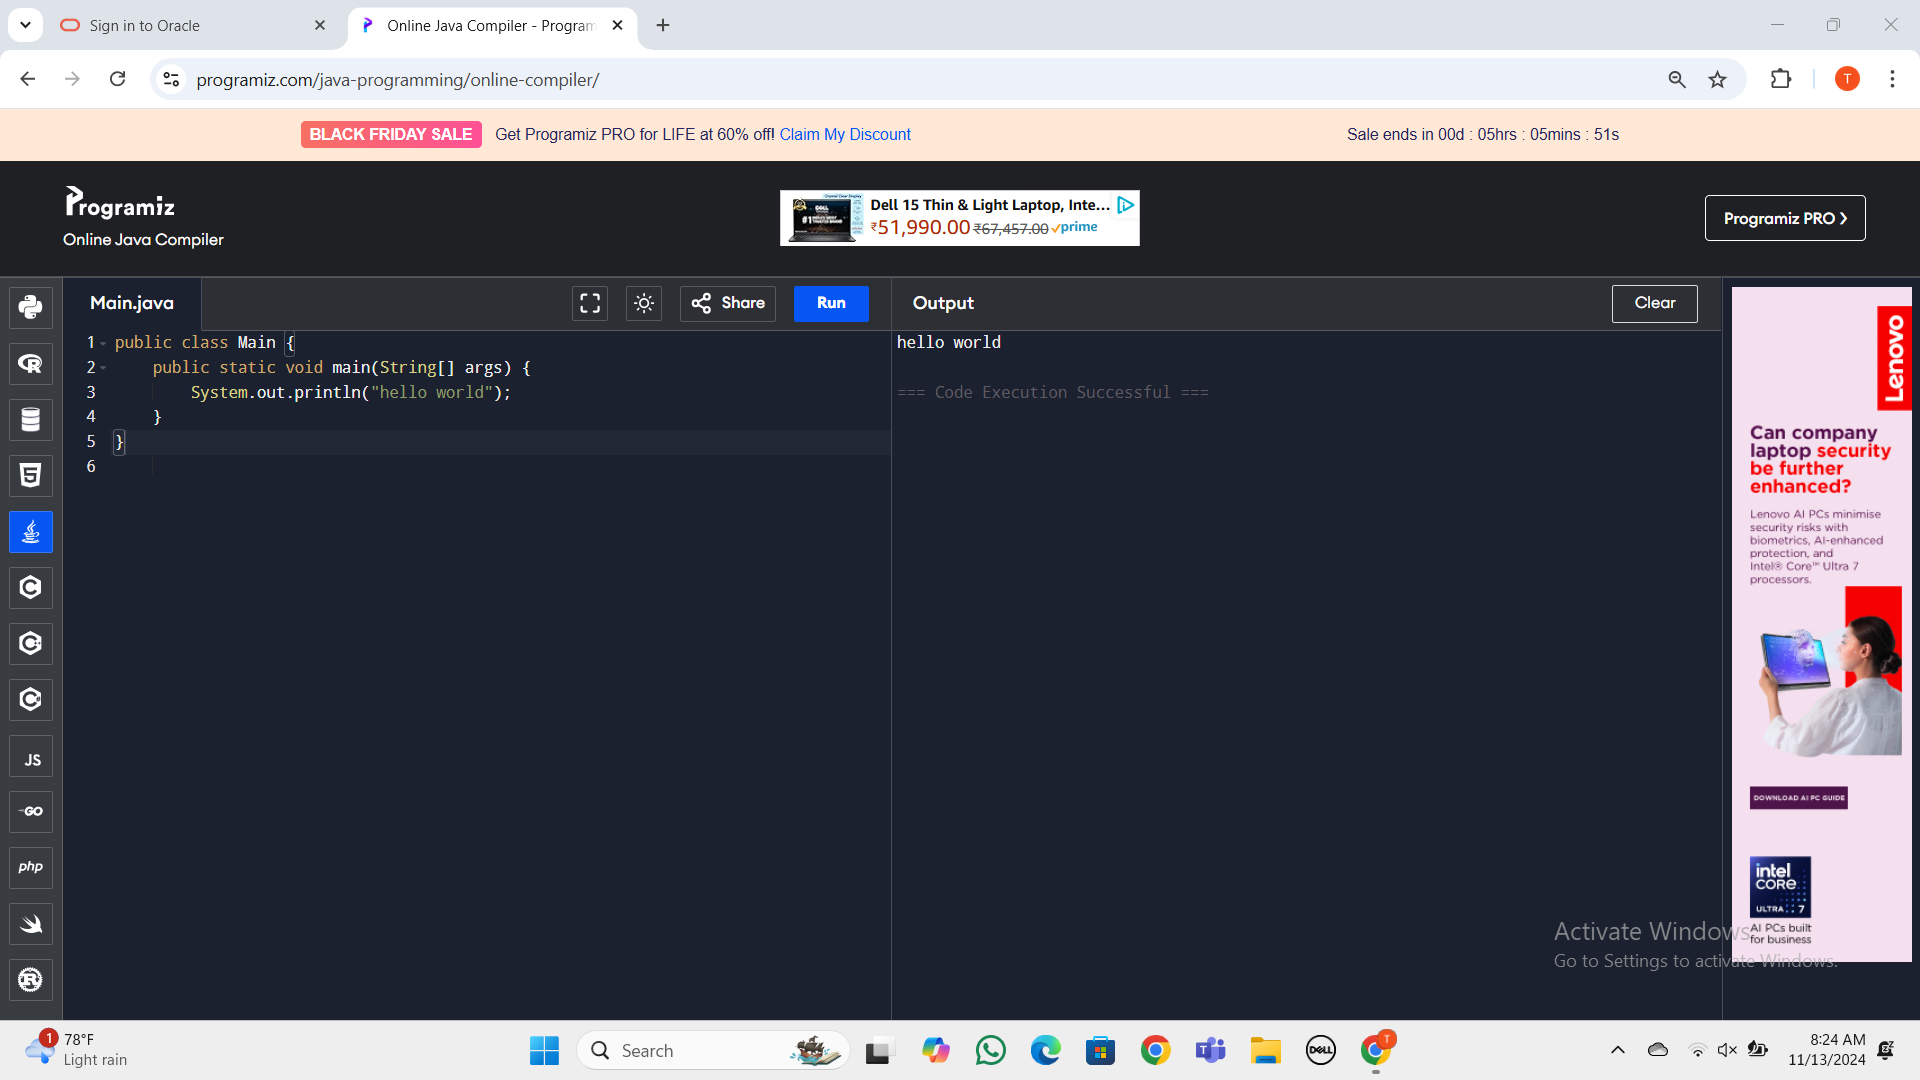 Sign in to Oracle
Online Java Compiler - Program
programiz.com/java-programming/online-compiler/
T
BLACK FRIDAY SALE Get Programiz PRO for LIFE at 60% off! Claim My Discount
Sale ends in 00d : 05hrs : 05mins : 51s
Programiz
Online Java Compiler
Dell 15 Thin & Light Laptop, Inte...
₹51,990.00 ₹67,457.00 prime
Programiz PRO
Main.java
Share
Run
Output
Clear
1 public class Main {
2 public static void main(String[] args) {
3 System.out.println("hello world");
4 }
5 }
6
hello world
=== Code Execution Successful ===
R
JS
GO
php
Lenovo
Can company
laptop security
be further
enhanced?
Lenovo AI PCs minimise
security risks with
biometrics, AI-enhanced
protection, and
Intel® Core™ Ultra 7
processors.
DOWNLOAD AI PC GUIDE
intel
CORE
ULTRA 7
AI PCs built
for business
Activate Windows
Go to Settings to activate Windows.
1
78°F
Light rain
Search
DELL
T
8:24 AM
11/13/2024